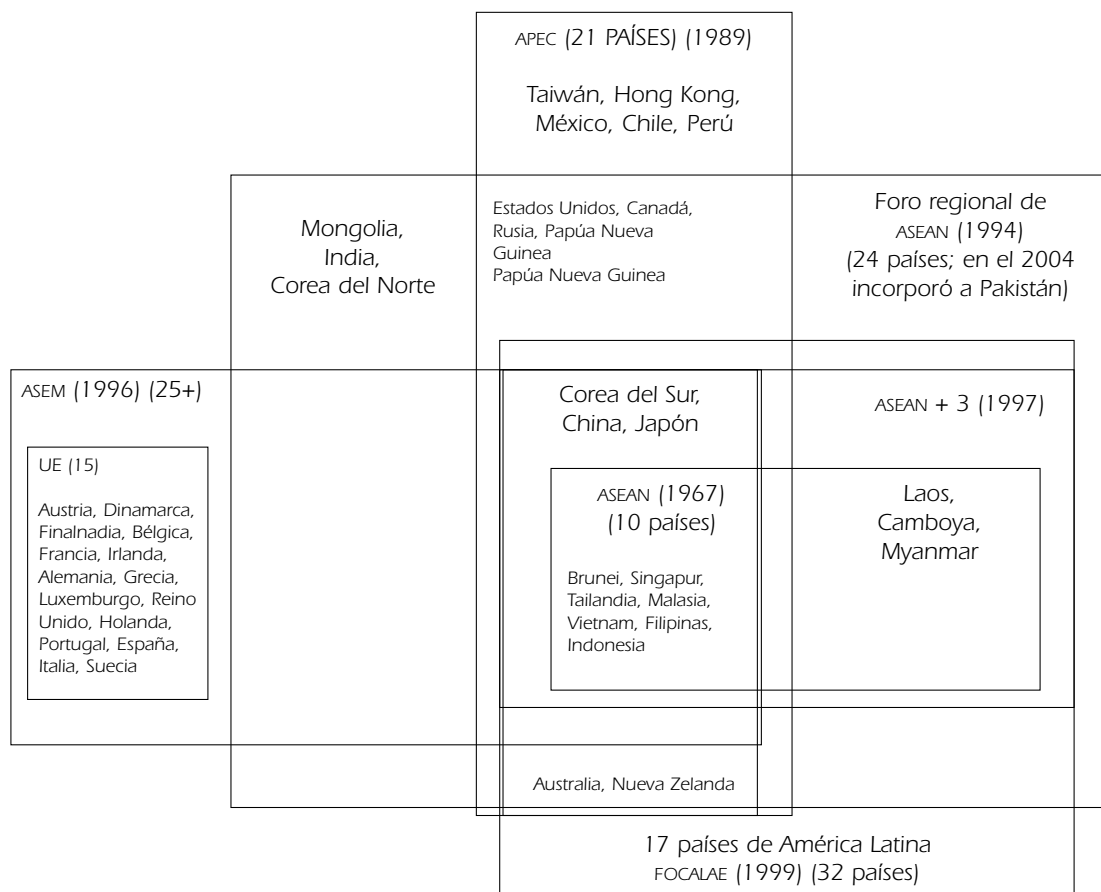 APEC (21 PAÍSES) (1989)
Taiwán, Hong Kong,
México, Chile, Perú
Mongolia,
India,
Corea del Norte
Estados Unidos, Canadá,
Rusia, Papúa Nueva
Guinea
Papúa Nueva Guinea
Foro regional de
ASEAN (1994)
(24 países; en el 2004
incorporó a Pakistán)
ASEM (1996) (25+)
UE (15)
Austria, Dinamarca,
Finalnadia, Bélgica,
Francia, Irlanda,
Alemania, Grecia,
Luxemburgo, Reino
Unido, Holanda,
Portugal, España,
Italia, Suecia
Corea del Sur,
China, Japón
ASEAN + 3 (1997)
ASEAN (1967)
(10 países)
Brunei, Singapur,
Tailandia, Malasia,
Vietnam, Filipinas,
Indonesia
Laos,
Camboya,
Myanmar
Australia, Nueva Zelanda
17 países de América Latina
FOCALAE (1999) (32 países)